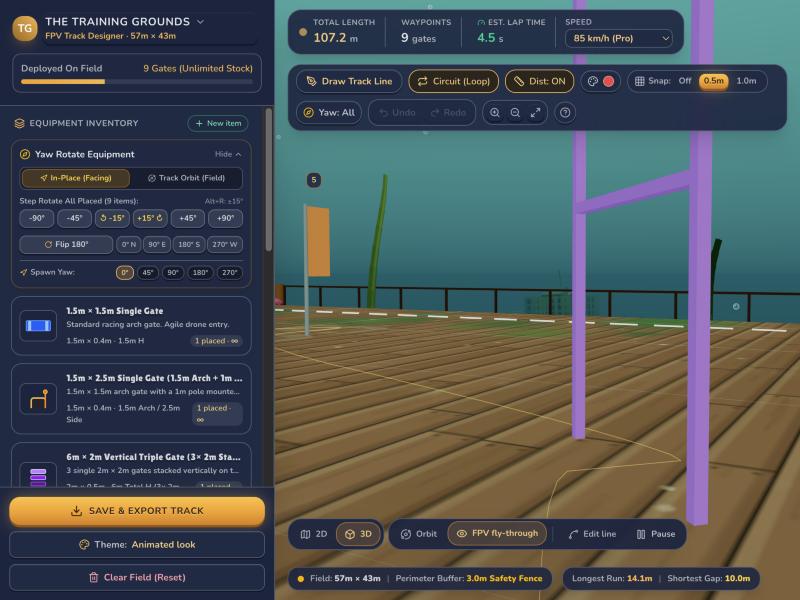 TG
THE TRAINING GROUNDS
FPV Track Designer · 57m × 43m
Deployed On Field 9 Gates (Unlimited Stock)
EQUIPMENT INVENTORY
+ New item
Yaw Rotate Equipment Hide
In-Place (Facing) Track Orbit (Field)
Step Rotate All Placed (9 items): Alt+R: ±15°
-90° -45° -15° +15° +45° +90°
Flip 180° 0° N 90° E 180° S 270° W
Spawn Yaw: 0° 45° 90° 180° 270°
1.5m × 1.5m Single Gate
Standard racing arch gate. Agile drone entry.
1.5m × 0.4m · 1.5m H 1 placed · ∞
1.5m × 2.5m Single Gate (1.5m Arch + 1m ...
1.5m × 1.5m arch gate with a 1m pole mounte...
1.5m × 0.4m · 1.5m Arch / 2.5m Side 1 placed · ∞
6m × 2m Vertical Triple Gate (3× 2m Sta...
3 single 2m × 2m gates stacked vertically on t...
SAVE & EXPORT TRACK
Theme: Animated look
Clear Field (Reset)
TOTAL LENGTH WAYPOINTS EST. LAP TIME SPEED
107.2 m 9 gates 4.5 s 85 km/h (Pro)
Draw Track Line Circuit (Loop) Dist: ON Snap: Off 0.5m 1.0m
Yaw: All Undo Redo
5
2D 3D Orbit FPV fly-through Edit line Pause
Field: 57m × 43m | Perimeter Buffer: 3.0m Safety Fence
Longest Run: 14.1m | Shortest Gap: 10.0m